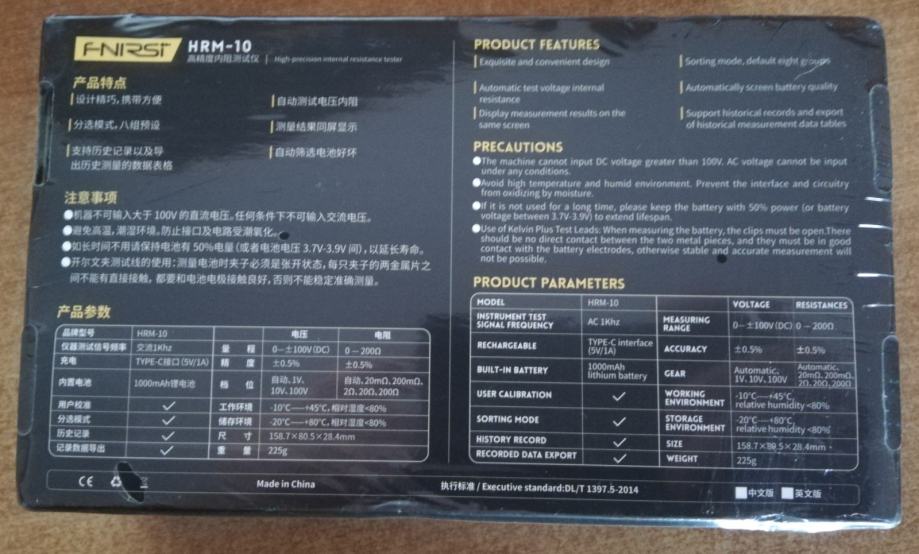 FNIRSI HRM-10
高精度内阻测试仪 | High-precision internal resistance tester
产品特点
设计精巧，携带方便
自动测试电压内阻
分选模式，八组预设
测量结果同屏显示
支持历史记录以及导
出历史测量的数据表格
自动筛选电池好坏
注意事项
●机器不可输入大于 100V 的直流电压。任何条件下不可输入交流电压。
●避免高温，潮湿环境。防止接口及电路受潮氧化。
●如长时间不用请保持电池有 50%电量（或者电池电压 3.7V-3.9V 间），以延长寿命。
●开尔文夹测试线的使用：测量电池时夹子必须是张开状态，每只夹子的两金属片之
间不能有直接接触，都要和电池电极接触良好，否则不能稳定准确测量。
产品参数
品牌型号 HRM-10 电压 电阻
仪器测试信号频率 交流1Khz 量 程 0—±100V(DC) 0－200Ω
充电 TYPE-C接口 (5V/1A) 精 度 ±0.5% ±0.5%
内置电池 1000mAh锂电池 档 位 自动、1V、 自动、20mΩ、200mΩ、
10V、100V 2Ω、20Ω、200Ω
用户校准 ✓ 工作环境 -10℃—+45℃，相对湿度<80%
分选模式 ✓ 储存环境 -20℃—+80℃，相对湿度<80%
历史记录 ✓ 尺 寸 158.7×80.5×28.4mm
记录数据导出 ✓ 重 量 225g
PRODUCT FEATURES
Exquisite and convenient design
Sorting mode, default eight groups
Automatic test voltage internal
resistance
Automatically screen battery quality
Display measurement results on the
same screen
Support historical records and export
of historical measurement data tables
PRECAUTIONS
●The machine cannot input DC voltage greater than 100V. AC voltage cannot be input
under any conditions.
●Avoid high temperature and humid environment. Prevent the interface and circuitry
from oxidizing by moisture.
●If it is not used for a long time, please keep the battery with 50% power (or battery
voltage between 3.7V-3.9V) to extend lifespan.
●Use of Kelvin Plus Test Leads: When measuring the battery, the clips must be open.There
should be no direct contact between the two metal pieces, and they must be in good
contact with the battery electrodes, otherwise stable and accurate measurement will
not be possible.
PRODUCT PARAMETERS
MODEL HRM-10 VOLTAGE RESISTANCES
INSTRUMENT TEST
SIGNAL FREQUENCY AC 1Khz MEASURING
RANGE 0—±100V(DC) 0－200Ω
RECHARGEABLE TYPE-C interface
(5V/1A) ACCURACY ±0.5% ±0.5%
BUILT-IN BATTERY 1000mAh
lithium battery GEAR Automatic,
1V, 10V, 100V Automatic,
20mΩ, 200mΩ,
2Ω, 20Ω, 200Ω
USER CALIBRATION ✓ WORKING
ENVIRONMENT -10℃—+45℃,
relative humidity <80%
SORTING MODE ✓ STORAGE
ENVIRONMENT -20℃—+80℃,
relative humidity <80%
HISTORY RECORD ✓ SIZE 158.7×80.5×28.4mm
RECORDED DATA EXPORT ✓ WEIGHT 225g
CE Made in China 执行标准 / Executive standard:DL/T 1397.5-2014 中文版 英文版